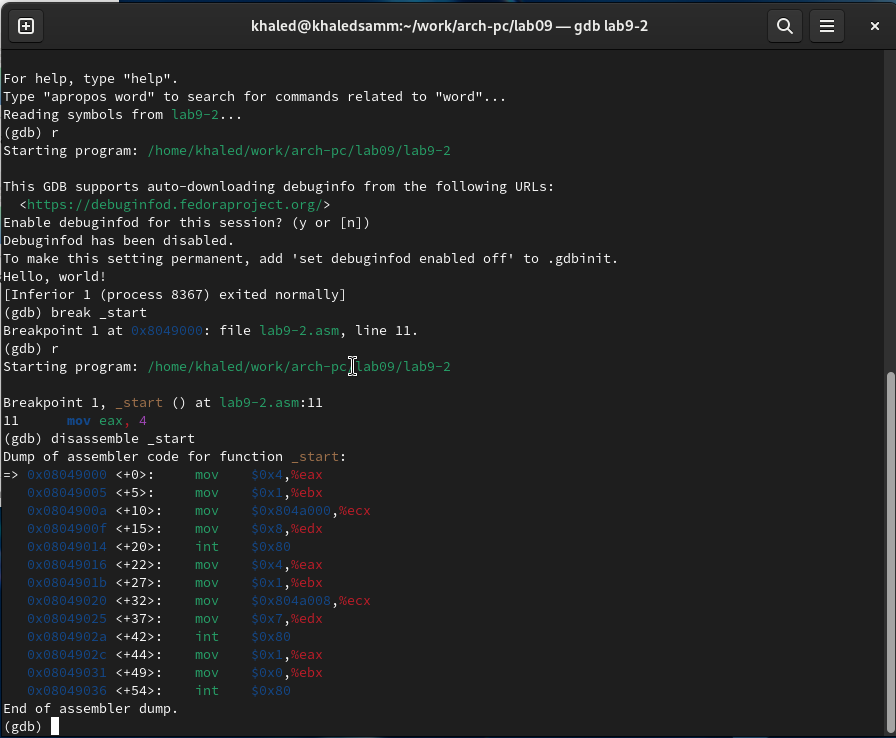 khaled@khaledsamm:~/work/arch-pc/lab09 — gdb lab9-2
For help, type "help".
Type "apropos word" to search for commands related to "word"...
Reading symbols from lab9-2...
(gdb) r
Starting program: /home/khaled/work/arch-pc/lab09/lab9-2
This GDB supports auto-downloading debuginfo from the following URLs:
  <https://debuginfod.fedoraproject.org/>
Enable debuginfod for this session? (y or [n])
Debuginfod has been disabled.
To make this setting permanent, add 'set debuginfod enabled off' to .gdbinit.
Hello, world!
[Inferior 1 (process 8367) exited normally]
(gdb) break _start
Breakpoint 1 at 0x8049000: file lab9-2.asm, line 11.
(gdb) r
Starting program: /home/khaled/work/arch-pc/lab09/lab9-2
Breakpoint 1, _start () at lab9-2.asm:11
11      mov eax, 4
(gdb) disassemble _start
Dump of assembler code for function _start:
=> 0x08049000 <+0>:     mov    $0x4,%eax
   0x08049005 <+5>:     mov    $0x1,%ebx
   0x0804900a <+10>:    mov    $0x804a000,%ecx
   0x0804900f <+15>:    mov    $0x8,%edx
   0x08049014 <+20>:    int    $0x80
   0x08049016 <+22>:    mov    $0x4,%eax
   0x0804901b <+27>:    mov    $0x1,%ebx
   0x08049020 <+32>:    mov    $0x804a008,%ecx
   0x08049025 <+37>:    mov    $0x7,%edx
   0x0804902a <+42>:    int    $0x80
   0x0804902c <+44>:    mov    $0x1,%eax
   0x08049031 <+49>:    mov    $0x0,%ebx
   0x08049036 <+54>:    int    $0x80
End of assembler dump.
(gdb)